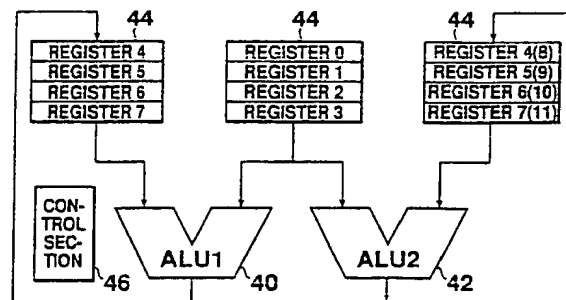 44
44
44
REGISTER 4
REGISTER 5
REGISTER 6
REGISTER 7
REGISTER 0
REGISTER 1
REGISTER 2
REGISTER 3
REGISTER 4(8)
REGISTER 5(9)
REGISTER 6(10)
REGISTER 7(11)
CON-
TROL
SEC-
TION
46
ALU1
40
ALU2
42